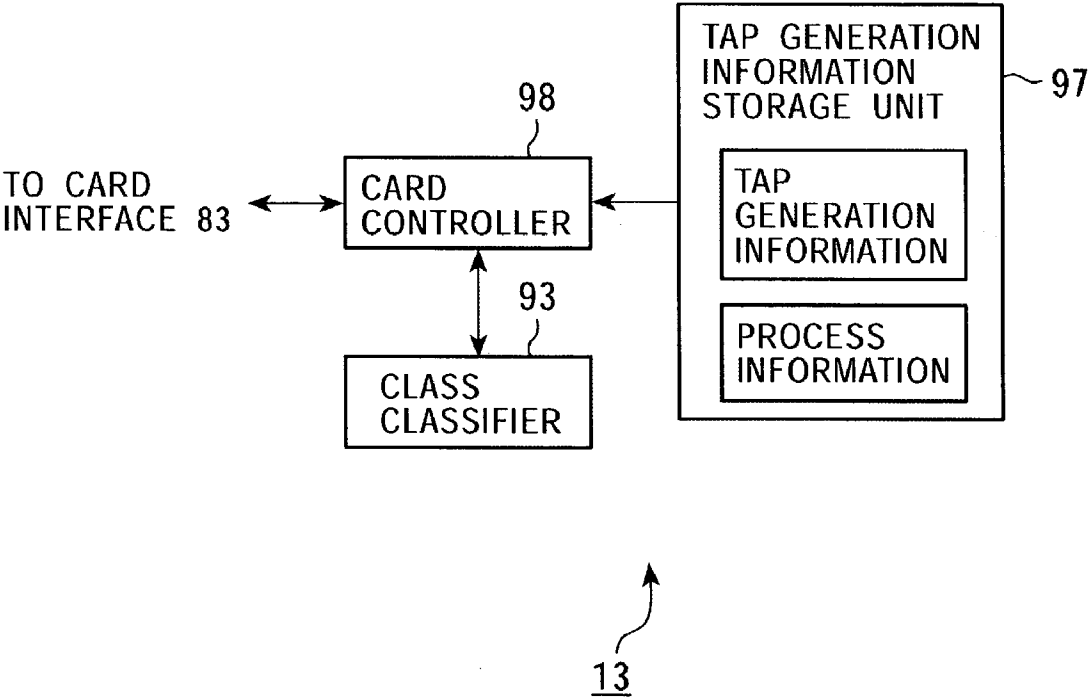 TAP GENERATION
INFORMATION
STORAGE UNIT
97
98
TO CARD
INTERFACE 83
CARD
CONTROLLER
TAP
GENERATION
INFORMATION
93
CLASS
CLASSIFIER
PROCESS
INFORMATION
13